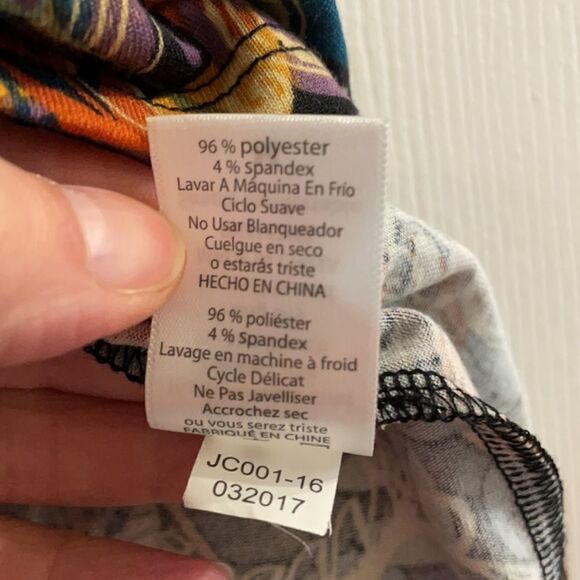 96 % polyester
4 % spandex
Lavar A Máquina En Frío
Ciclo Suave
No Usar Blanqueador
Cuelgue en seco
o estarás triste
HECHO EN CHINA
96 % poliéster
4 % spandex
Lavage en machine à froid
Cycle Délicat
Ne Pas Javelliser
Accrochez sec
ou vous serez triste
FABRIQUÉ EN CHINE
JC001-16
032017